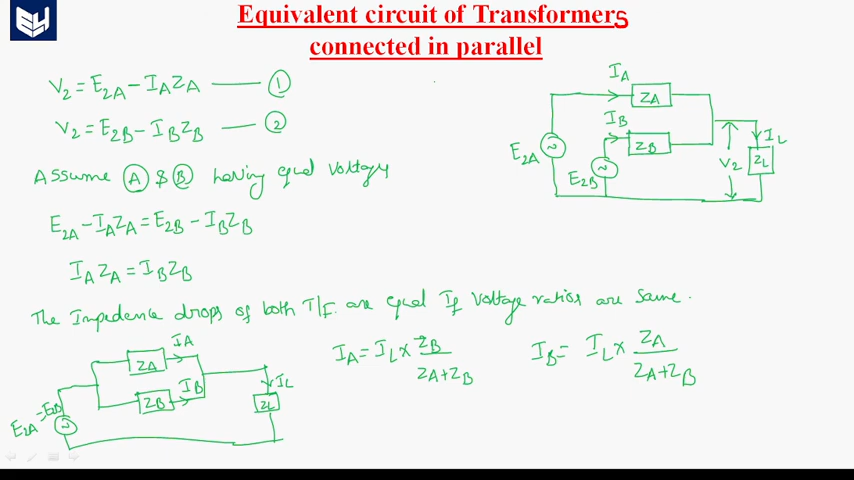 Equivalent circuit of Transformers
connected in parallel
V2 = E2A − IAZA —— ①
V2 = E2B − IBZB —— ②
Assume Ⓐ & Ⓑ having equal voltage
E2A − IAZA = E2B − IBZB
IAZA = IBZB
The Impedence drops of both T/F. are equal If voltage ratios are same.
IA = IL × ZB / ZA+ZB
IB = IL × ZA / ZA+ZB
IA
ZA
IB
ZB
E2A
E2B
V2
IL
ZL
IA
ZA
IB
ZB
E2A = E2B
IL
ZL